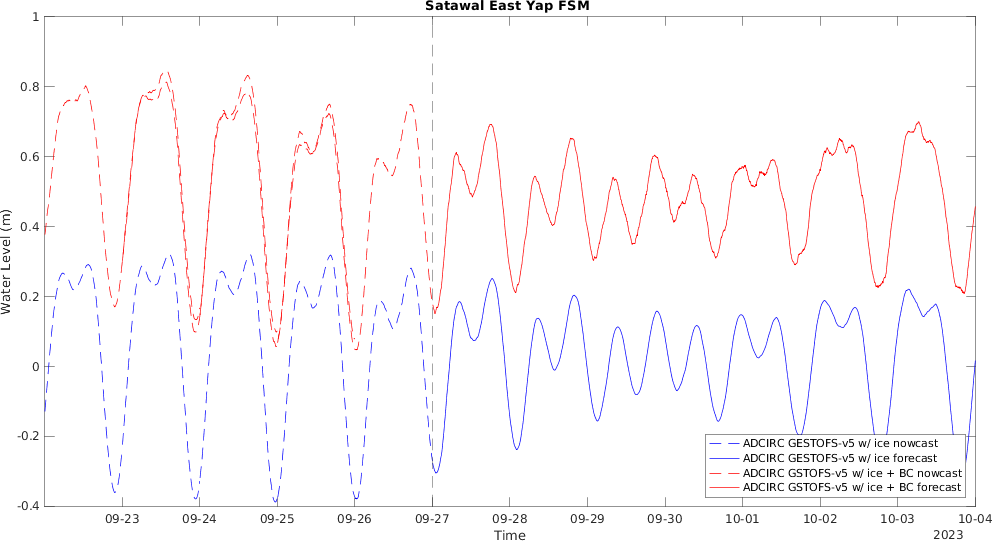 Satawal East Yap FSM
Water Level (m)
1
0.8
0.6
0.4
0.2
0
-0.2
-0.4
ADCIRC GESTOFS-v5 w/ ice nowcast
ADCIRC GESTOFS-v5 w/ ice forecast
ADCIRC GSTOFS-v5 w/ ice + BC nowcast
ADCIRC GSTOFS-v5 w/ ice + BC forecast
09-23 09-24 09-25 09-26 09-27 09-28 09-29 09-30 10-01 10-02 10-03 10-04
Time
2023